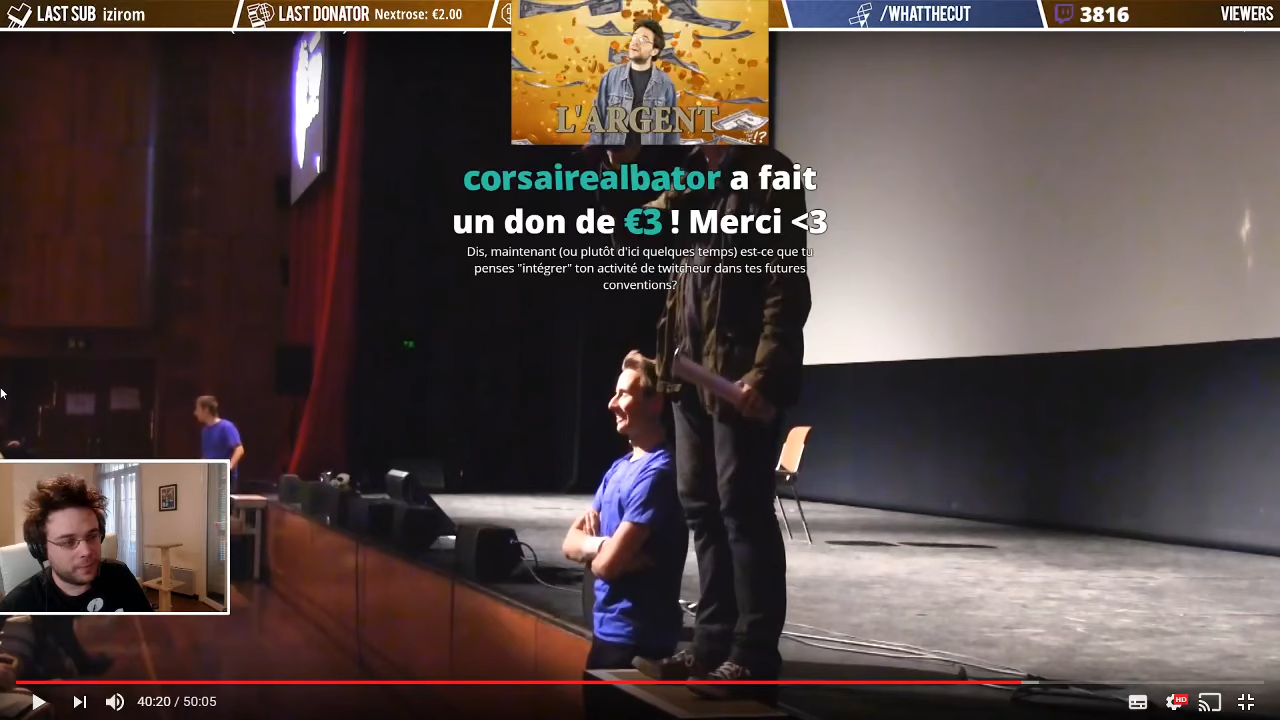 LAST SUB izirom
LAST DONATOR Nextrose: €2.00
/WHATTHECUT
3816
VIEWERS
L'ARGENT
!?
corsairealbator a fait
un don de €3 ! Merci <3
Dis, maintenant (ou plutôt d'ici quelques temps) est-ce que tu
penses "intégrer" ton activité de twitcheur dans tes futures
conventions?
40:20 / 50:05
HD